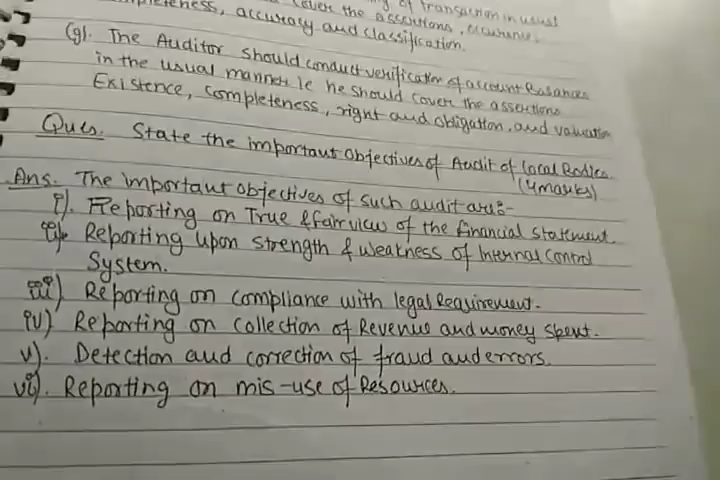 of transaction in usual
cover the assertions, occurrence,
completeness, accuracy and classification.
(g). The Auditor should conduct verification of account Balances
in the usual manner ie he should cover the assertions
Existence, Completeness, right and obligation, and valuation
Ques. State the important objectives of Audit of Local Bodies.
(4marks)
Ans. The important objectives of such audit are:-
i). Reporting on True & fair view of the financial statement.
ii). Reporting upon strength & weakness of Internal Control
System.
iii) Reporting on compliance with legal Requirement.
iv) Reporting on collection of Revenue and money spent.
v). Detection and correction of fraud and errors.
vi). Reporting on mis-use of Resources.